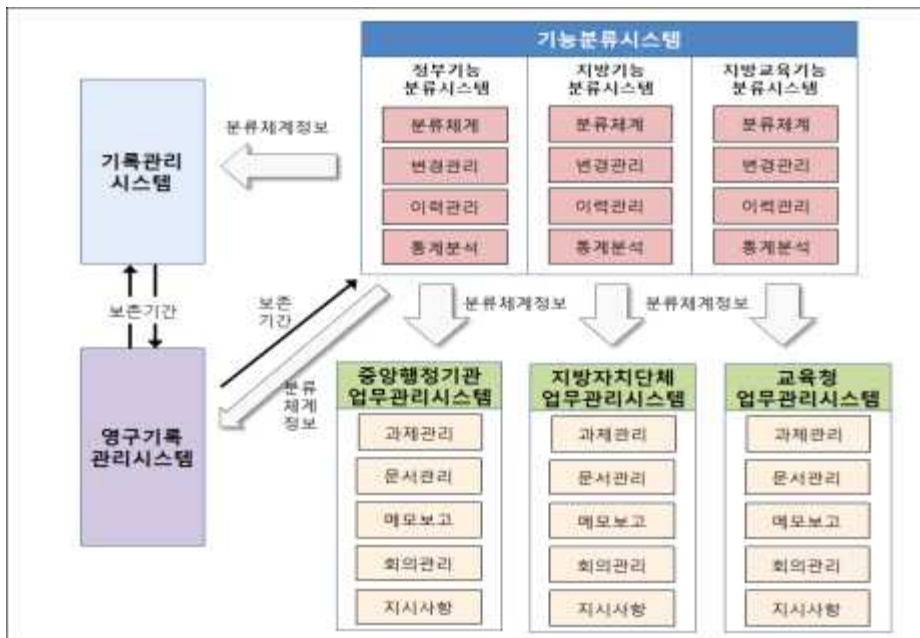 기능분류시스템
정부기능
분류시스템
지방기능
분류시스템
지방교육기능
분류시스템
분류체계
변경관리
이력관리
통계분석
분류체계
변경관리
이력관리
통계분석
분류체계
변경관리
이력관리
통계분석
분류체계정보
기록관리
시스템
보존기간
보존
기간
분류
체계
정보
영구기록
관리시스템
분류체계정보
분류체계정보
중앙행정기관
업무관리시스템
과제관리
문서관리
메모보고
회의관리
지시사항
지방자치단체
업무관리시스템
과제관리
문서관리
메모보고
회의관리
지시사항
교육청
업무관리시스템
과제관리
문서관리
메모보고
회의관리
지시사항